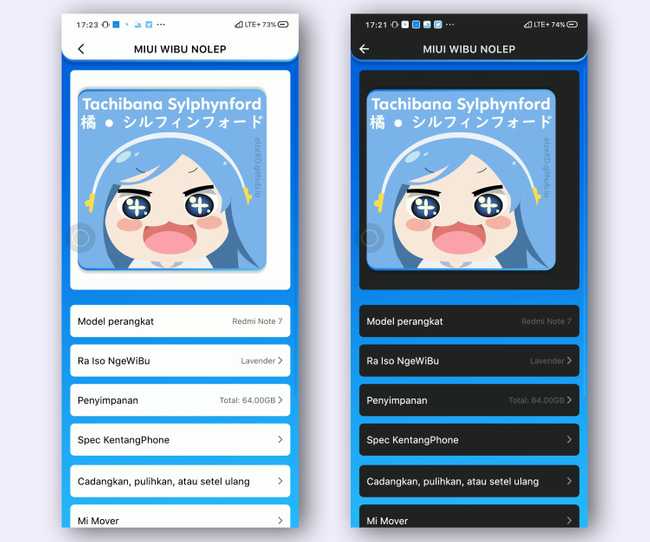 17:23 LTE+ 73%
MIUI WIBU NOLEP
Tachibana Sylphynford
橘 ● シルフィンフォード
Model perangkat Redmi Note 7
Ra Iso NgeWiBu Lavender
Penyimpanan Total: 64.00GB
Spec KentangPhone
Cadangkan, pulihkan, atau setel ulang
Mi Mover
17:21 LTE+ 74%
MIUI WIBU NOLEP
Tachibana Sylphynford
橘 ● シルフィンフォード
Model perangkat Redmi Note 7
Ra Iso NgeWiBu Lavender
Penyimpanan Total: 64.00GB
Spec KentangPhone
Cadangkan, pulihkan, atau setel ulang
Mi Mover